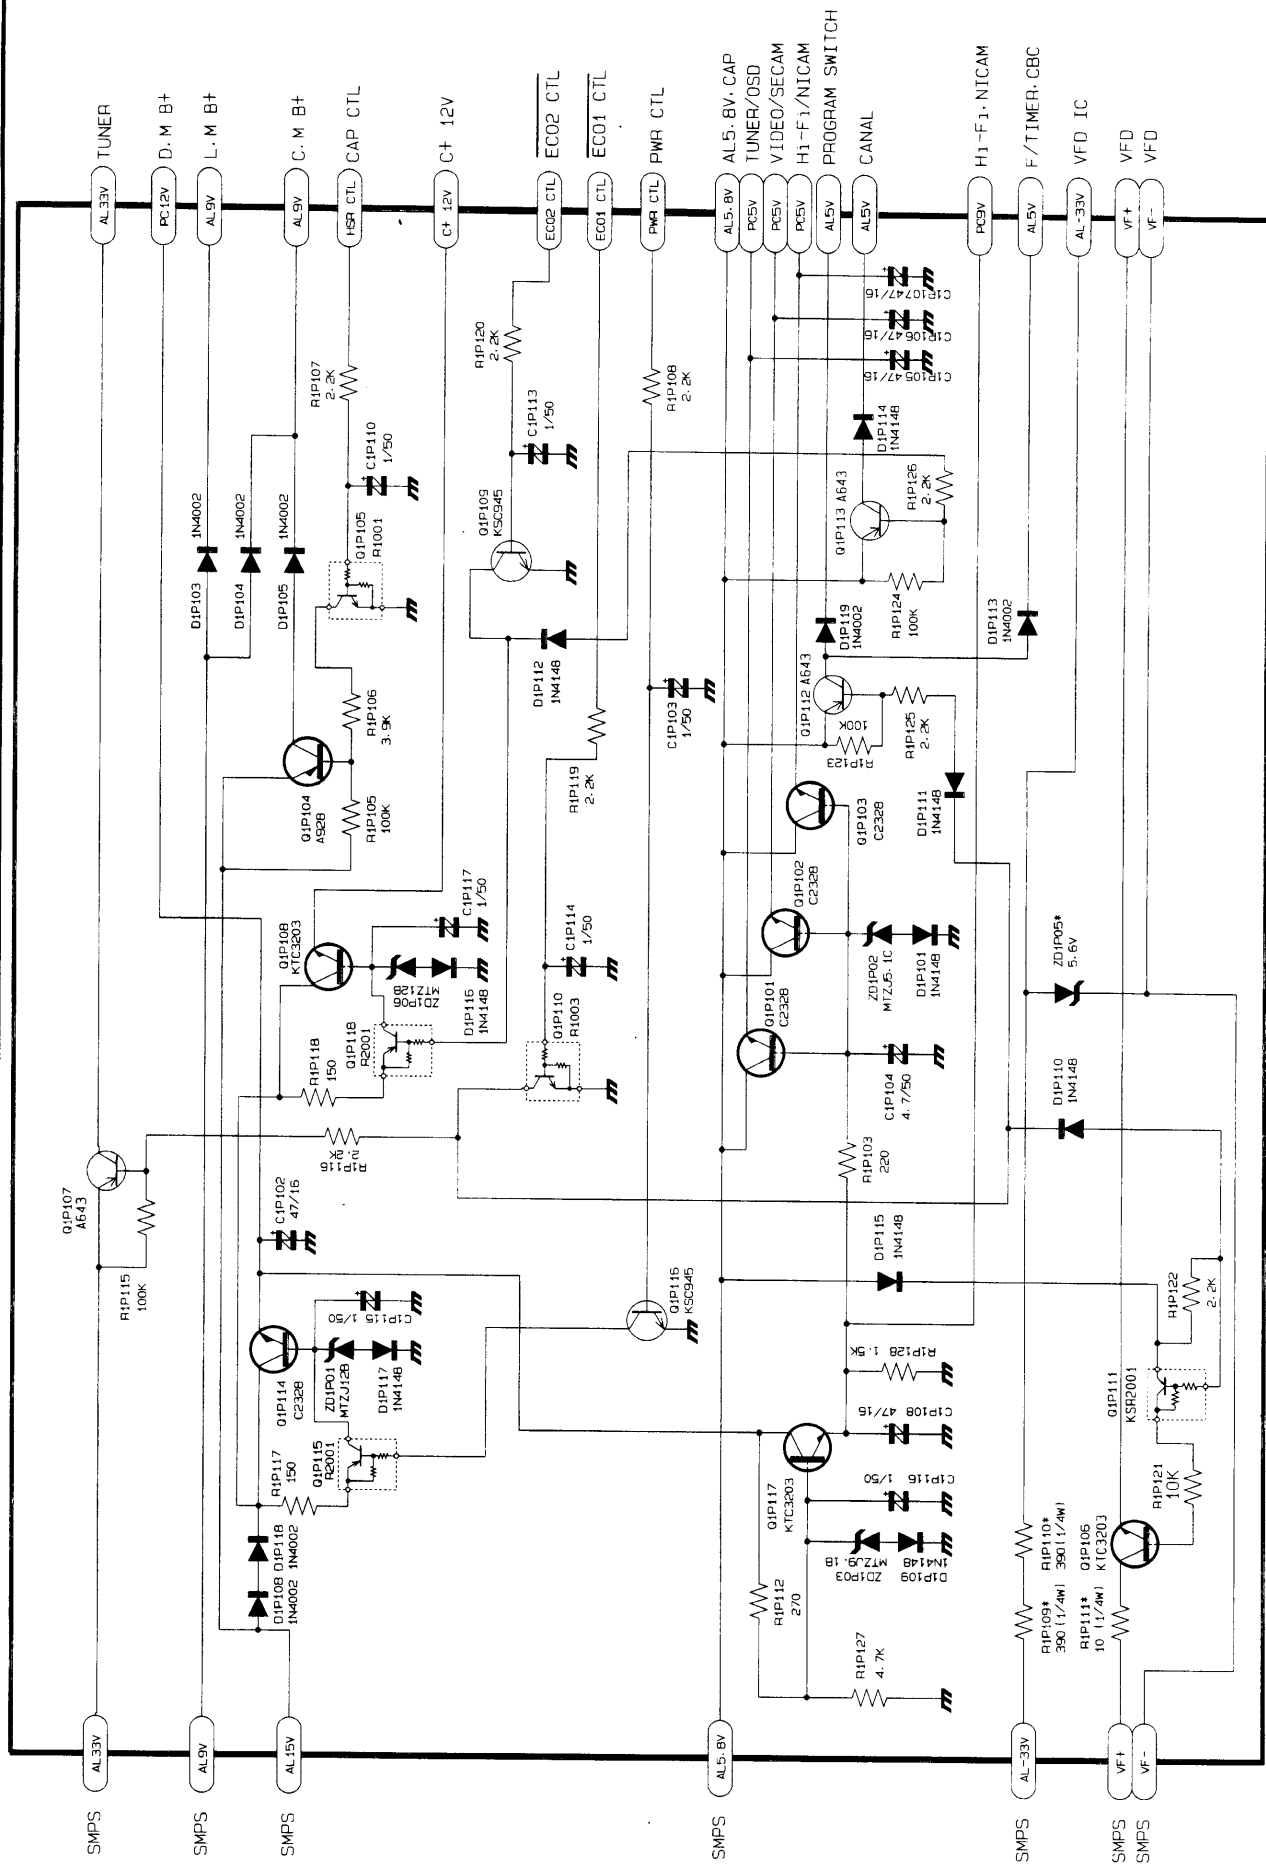 SMPS
SMPS
SMPS
SMPS
SMPS
SMPS
SMPS
AL33V
AL9V
AL15V
AL5.8V
AL-33V
VF+
VF-
AL33V
TUNER
PC12V
D.M B+
AL9V
L.M B+
AL9V
C.M B+
HSR CTL
CAP CTL
C+ 12V
C+ 12V
ECO2 CTL
ECO2 CTL
ECO1 CTL
ECO1 CTL
PWR CTL
PWR CTL
AL5.8V
AL5.8V.CAP
PC5V
TUNER/OSD
PC5V
VIDEO/SECAM
PC5V
Hi-Fi/NICAM
AL5V
PROGRAM SWITCH
AL5V
CANAL
PC9V
Hi-Fi.NICAM
AL5V
F/TIMER.CBC
AL-33V
VFD IC
VF+
VFD
VF-
VFD
Q1P107
A643
R1P115
100K
R1P116
2.2K
D1P103
1N4002
D1P104
1N4002
D1P105
1N4002
R1P107
2.2K
C1P110
1/50
Q1P105
R1001
R1P106
3.9K
Q1P104
A928
R1P105
100K
Q1P108
KTC3203
C1P117
1/50
ZD1P06
MTZ12B
D1P116
1N4148
Q1P118
R2001
R1P118
150
C1P102
47/16
Q1P114
C2328
C1P115 1/50
ZD1P01
MTZJ12B
D1P117
1N4148
R1P117
150
Q1P115
R2001
D1P108
1N4002
D1P118
1N4002
R1P120
2.2K
C1P113
1/50
Q1P109
KSC945
D1P112
1N4148
R1P119
2.2K
C1P114
1/50
Q1P110
R1003
R1P108
2.2K
C1P103
1/50
Q1P116
KSC945
C1P107 47/16
C1P106 47/16
C1P105 47/16
D1P114
1N4148
Q1P113 A643
R1P126
2.2K
R1P124
100K
D1P119
1N4002
D1P113
1N4002
Q1P112 A643
R1P123
100K
R1P125
2.2K
D1P111
1N4148
Q1P103
C2328
Q1P102
C2328
Q1P101
C2328
ZD1P02
MTZJ5.1C
D1P101
1N4148
C1P104
4.7/50
R1P103
220
D1P115
1N4148
R1P128 1.5K
C1P108 47/16
Q1P117
KTC3203
C1P116 1/50
ZD1P03
MTZJ9.1B
D1P109
1N4148
R1P112
270
R1P127
4.7K
ZD1P05*
5.6V
D1P110
1N4148
R1P122
2.2K
Q1P111
KSR2001
R1P121
10K
R1P109*
390(1/4W)
R1P110*
390(1/4W)
R1P111*
10 (1/4W)
Q1P106
KTC3203